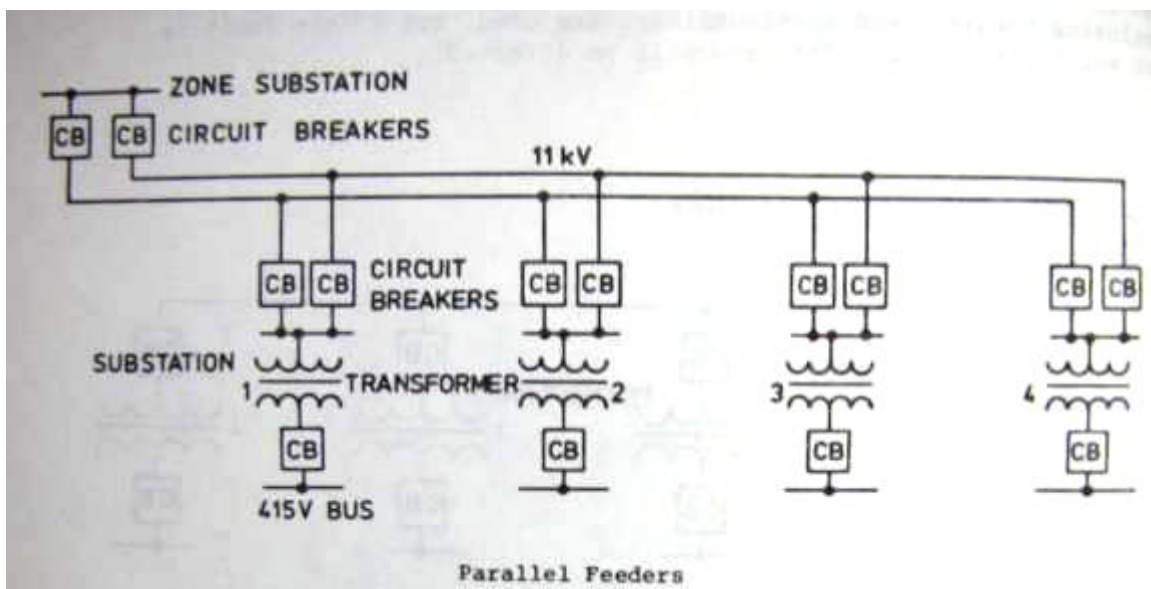 ZONE SUBSTATION
CB CB CIRCUIT BREAKERS
11 kV
CB CB CIRCUIT BREAKERS CB CB CB CB CB CB
SUBSTATION
1 TRANSFORMER 2 3 4
CB CB CB CB
415V BUS
Parallel Feeders